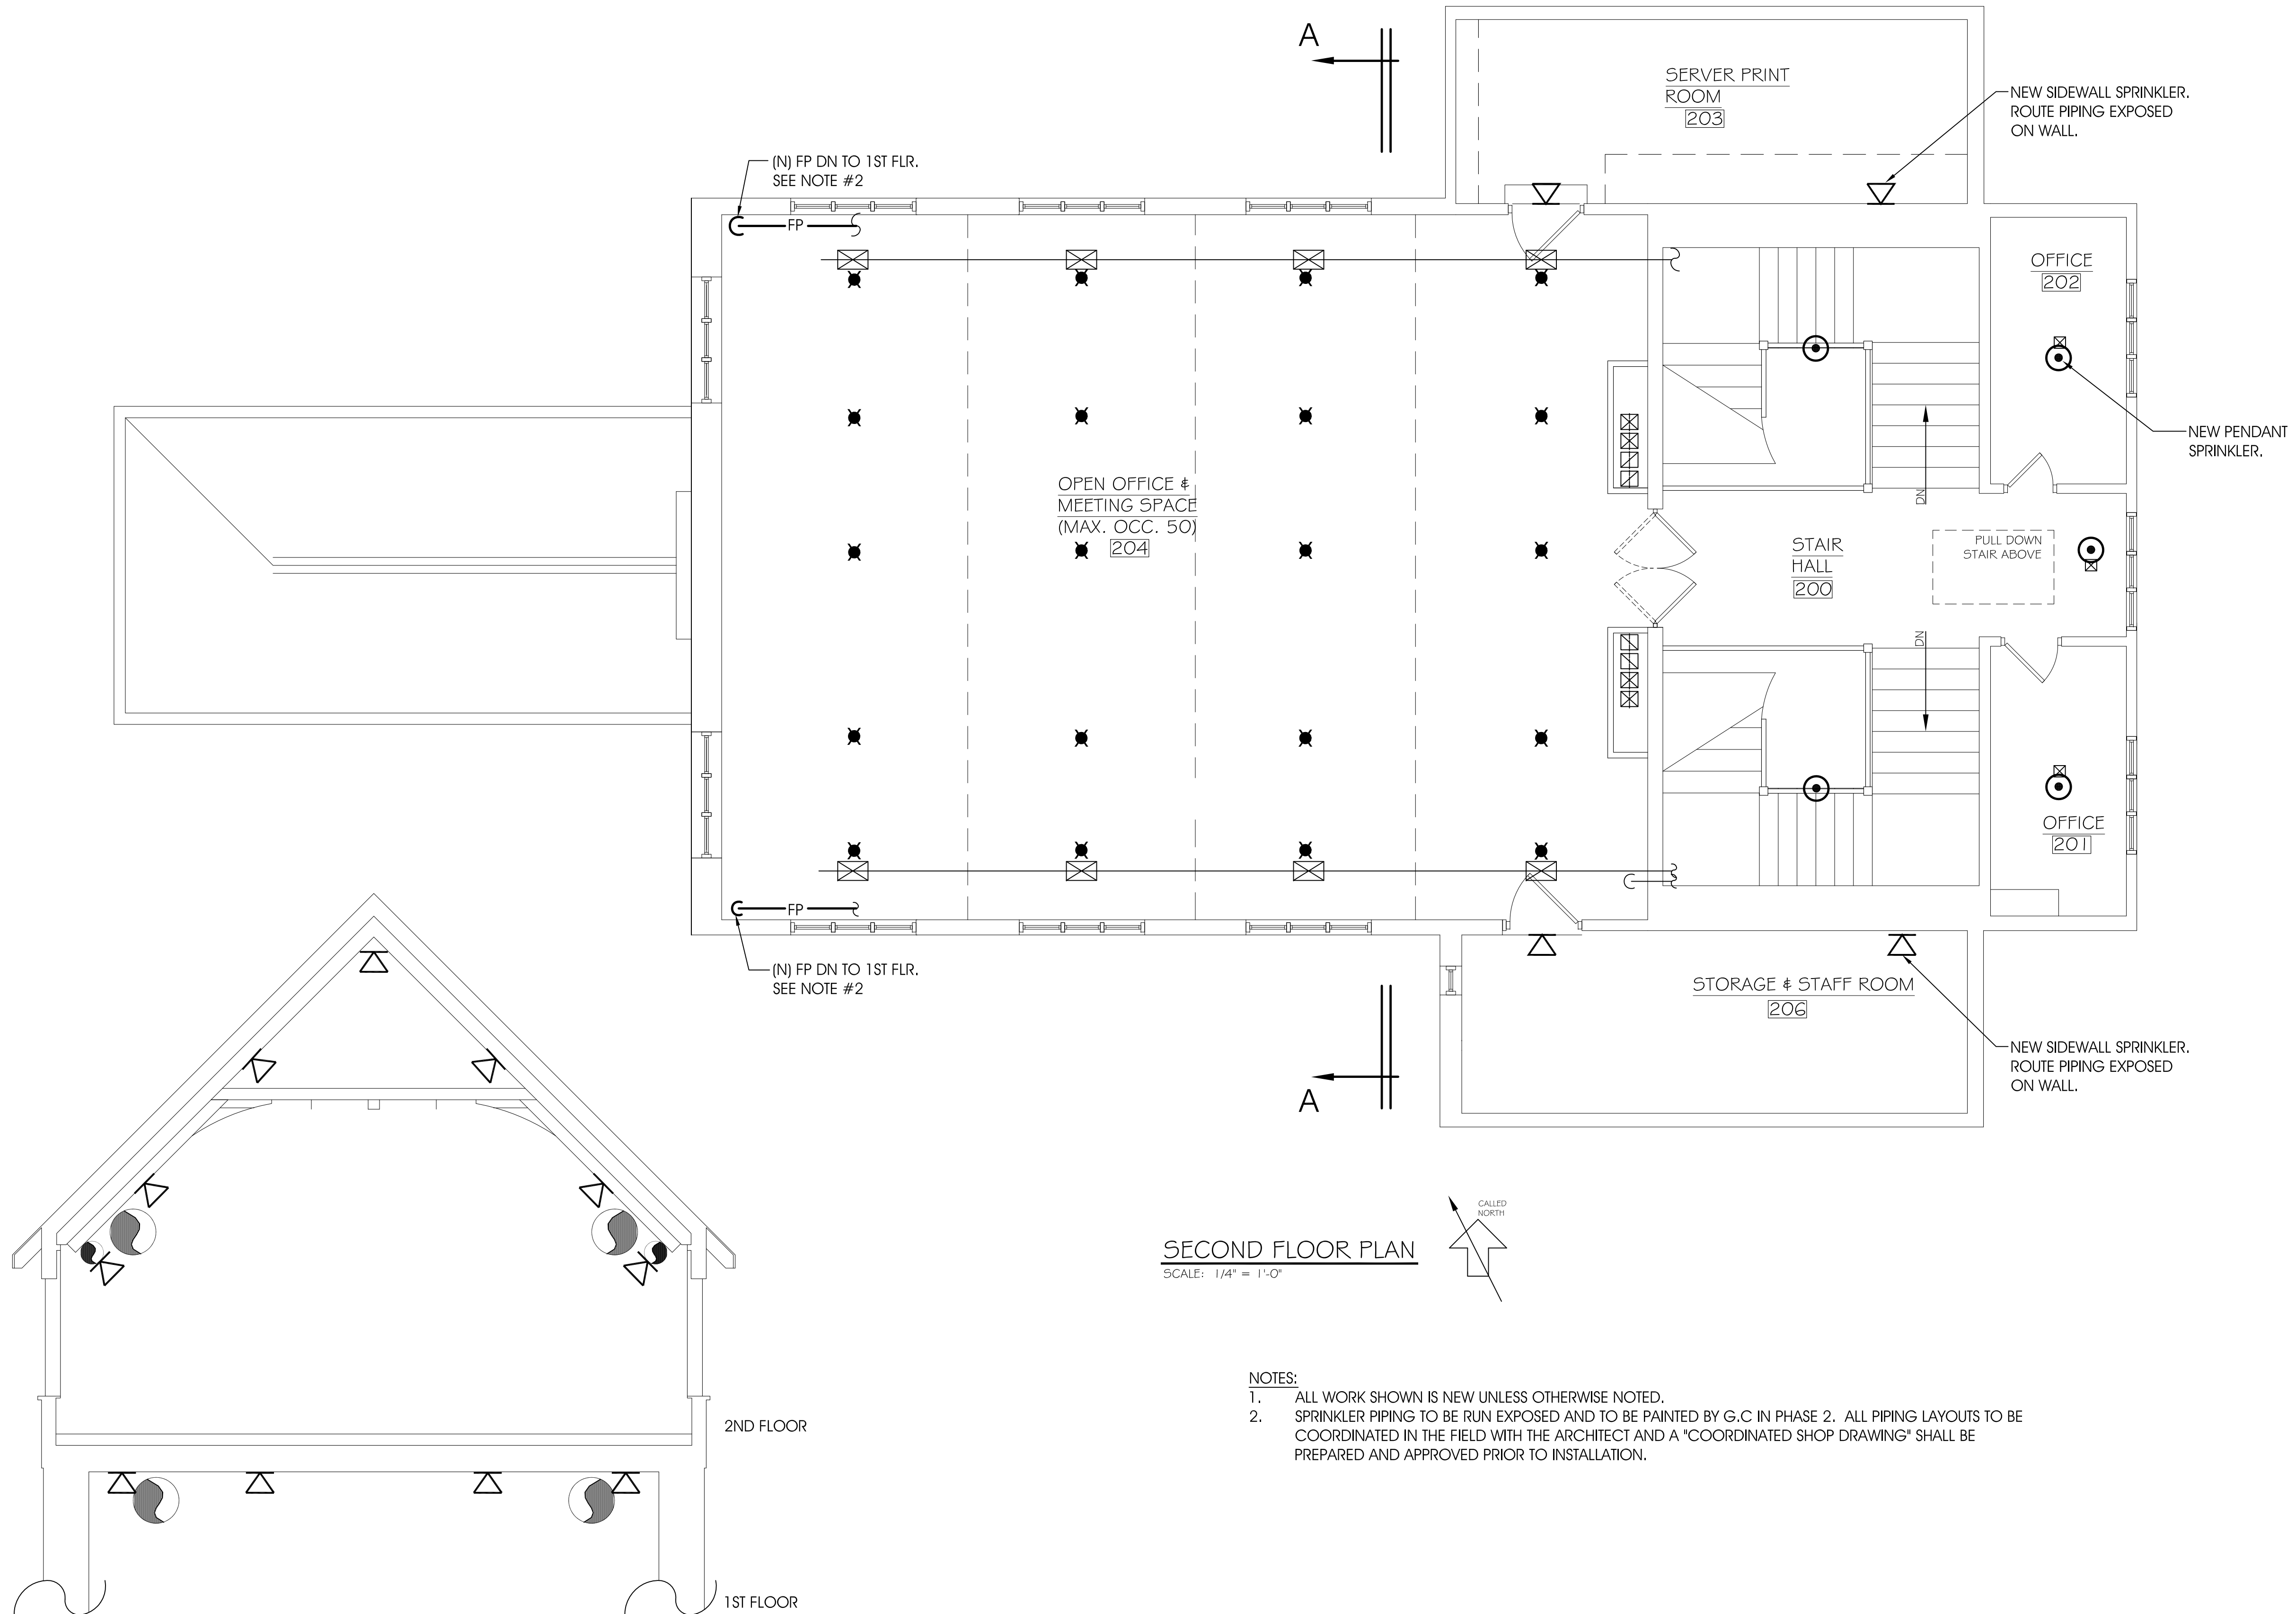 A
SERVER PRINT
ROOM
203
NEW SIDEWALL SPRINKLER.
ROUTE PIPING EXPOSED
ON WALL.
(N) FP DN TO 1ST FLR.
SEE NOTE #2
FP
OFFICE
202
NEW PENDANT
SPRINKLER.
OPEN OFFICE &
MEETING SPACE
(MAX. OCC. 50)
204
DN
STAIR
HALL
200
PULL DOWN
STAIR ABOVE
DN
OFFICE
201
FP
(N) FP DN TO 1ST FLR.
SEE NOTE #2
STORAGE & STAFF ROOM
206
NEW SIDEWALL SPRINKLER.
ROUTE PIPING EXPOSED
ON WALL.
A
CALLED
NORTH
SECOND FLOOR PLAN
SCALE: 1/4" = 1'-0"
2ND FLOOR
1ST FLOOR
NOTES:
1. ALL WORK SHOWN IS NEW UNLESS OTHERWISE NOTED.
2. SPRINKLER PIPING TO BE RUN EXPOSED AND TO BE PAINTED BY G.C IN PHASE 2. ALL PIPING LAYOUTS TO BE
COORDINATED IN THE FIELD WITH THE ARCHITECT AND A "COORDINATED SHOP DRAWING" SHALL BE
PREPARED AND APPROVED PRIOR TO INSTALLATION.